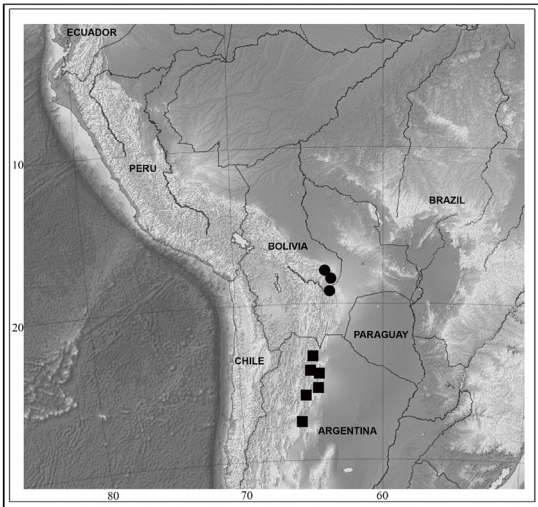 ECUADOR
10
PERU
BRAZIL
BOLIVIA
20
PARAGUAY
CHILE
ARGENTINA
80
70
60